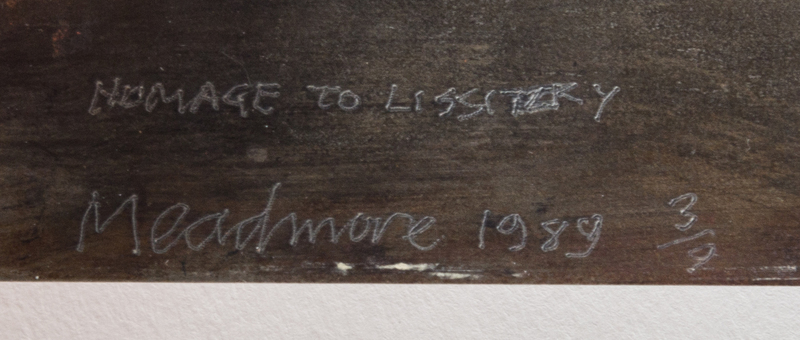 HOMAGE TO LISSITZKY
Meadmore 1989 3/9